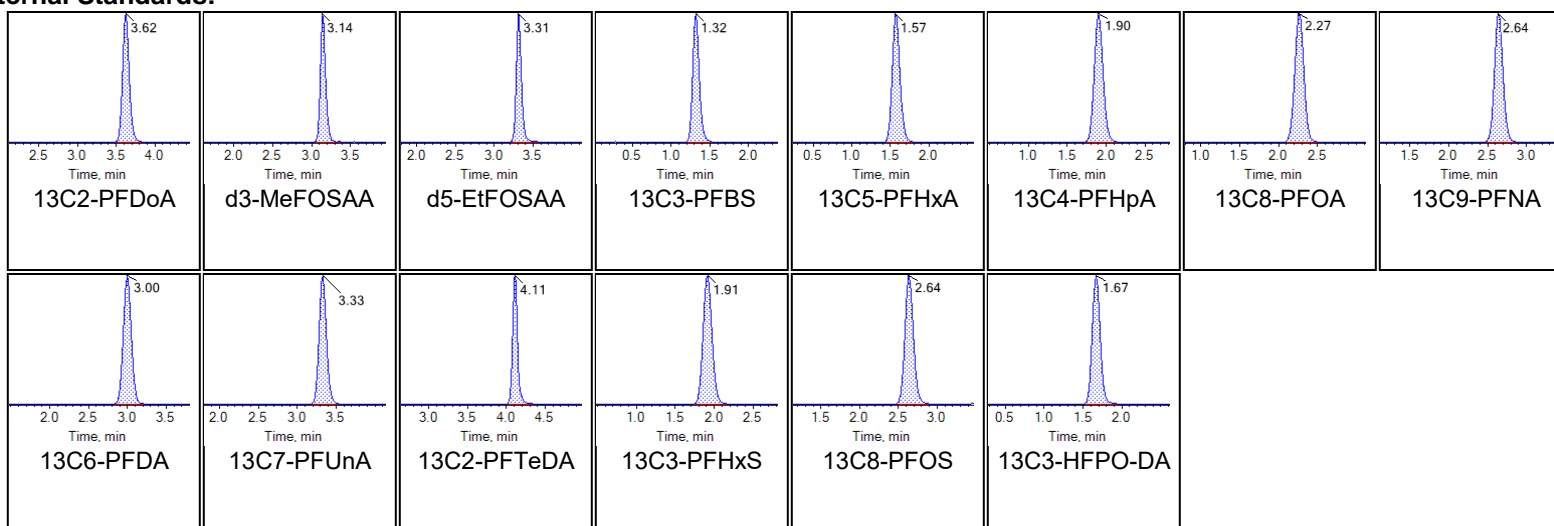 ternal Standards:
3.62
2.5 3.0 3.5 4.0
Time, min
13C2-PFDoA
3.14
2.0 2.5 3.0 3.5
Time, min
d3-MeFOSAA
3.31
2.0 2.5 3.0 3.5
Time, min
d5-EtFOSAA
1.32
0.5 1.0 1.5 2.0
Time, min
13C3-PFBS
1.57
0.5 1.0 1.5 2.0
Time, min
13C5-PFHxA
1.90
1.0 1.5 2.0 2.5
Time, min
13C4-PFHpA
2.27
1.0 1.5 2.0 2.5
Time, min
13C8-PFOA
2.64
1.5 2.0 2.5 3.0
Time, min
13C9-PFNA
3.00
2.0 2.5 3.0 3.5
Time, min
13C6-PFDA
3.33
2.0 2.5 3.0 3.5
Time, min
13C7-PFUnA
4.11
3.0 3.5 4.0 4.5
Time, min
13C2-PFTeDA
1.91
1.0 1.5 2.0 2.5
Time, min
13C3-PFHxS
2.64
1.5 2.0 2.5 3.0
Time, min
13C8-PFOS
1.67
0.5 1.0 1.5 2.0
Time, min
13C3-HFPO-DA